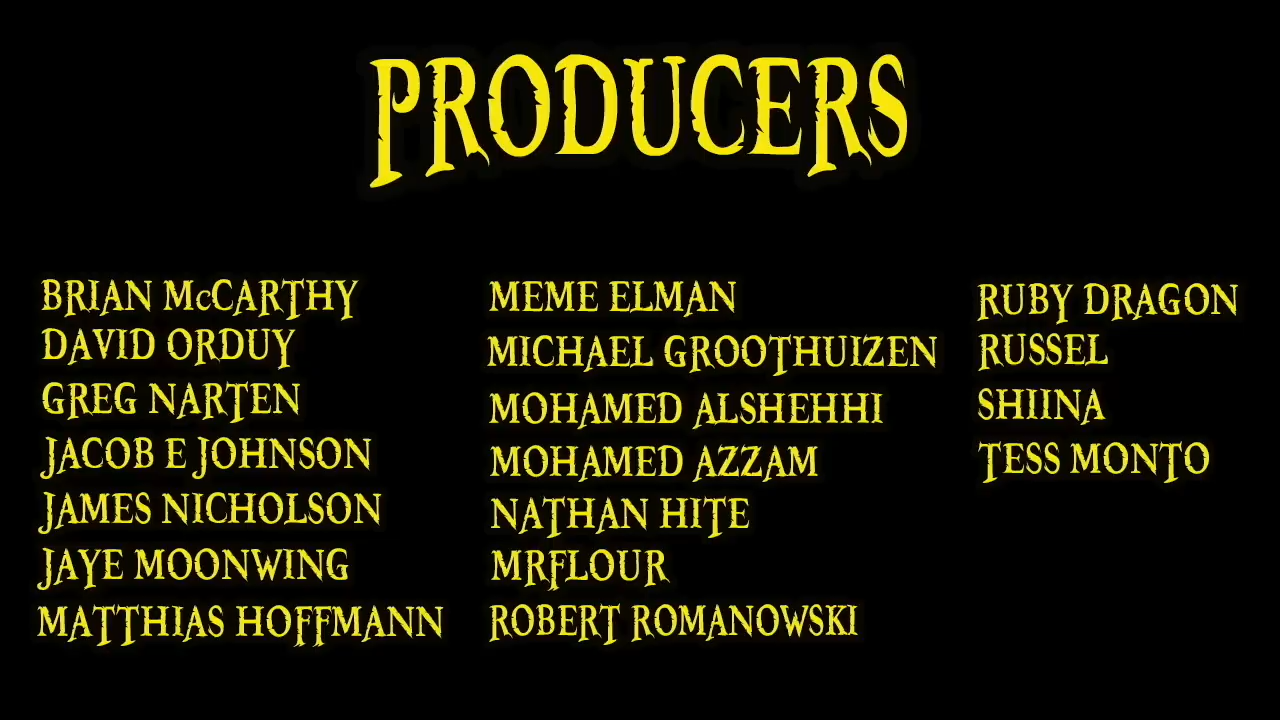 PRODUCERS
BRIAN McCARTHY
DAVID ORDUY
GREG NARTEN
JACOB E JOHNSON
JAMES NICHOLSON
JAYE MOONWING
MATTHIAS HOFFMANN
MEME ELMAN
MICHAEL GROOTHUIZEN
MOHAMED ALSHEHHI
MOHAMED AZZAM
NATHAN HITE
MRFLOUR
ROBERT ROMANOWSKI
RUBY DRAGON
RUSSEL
SHIINA
TESS MONTO